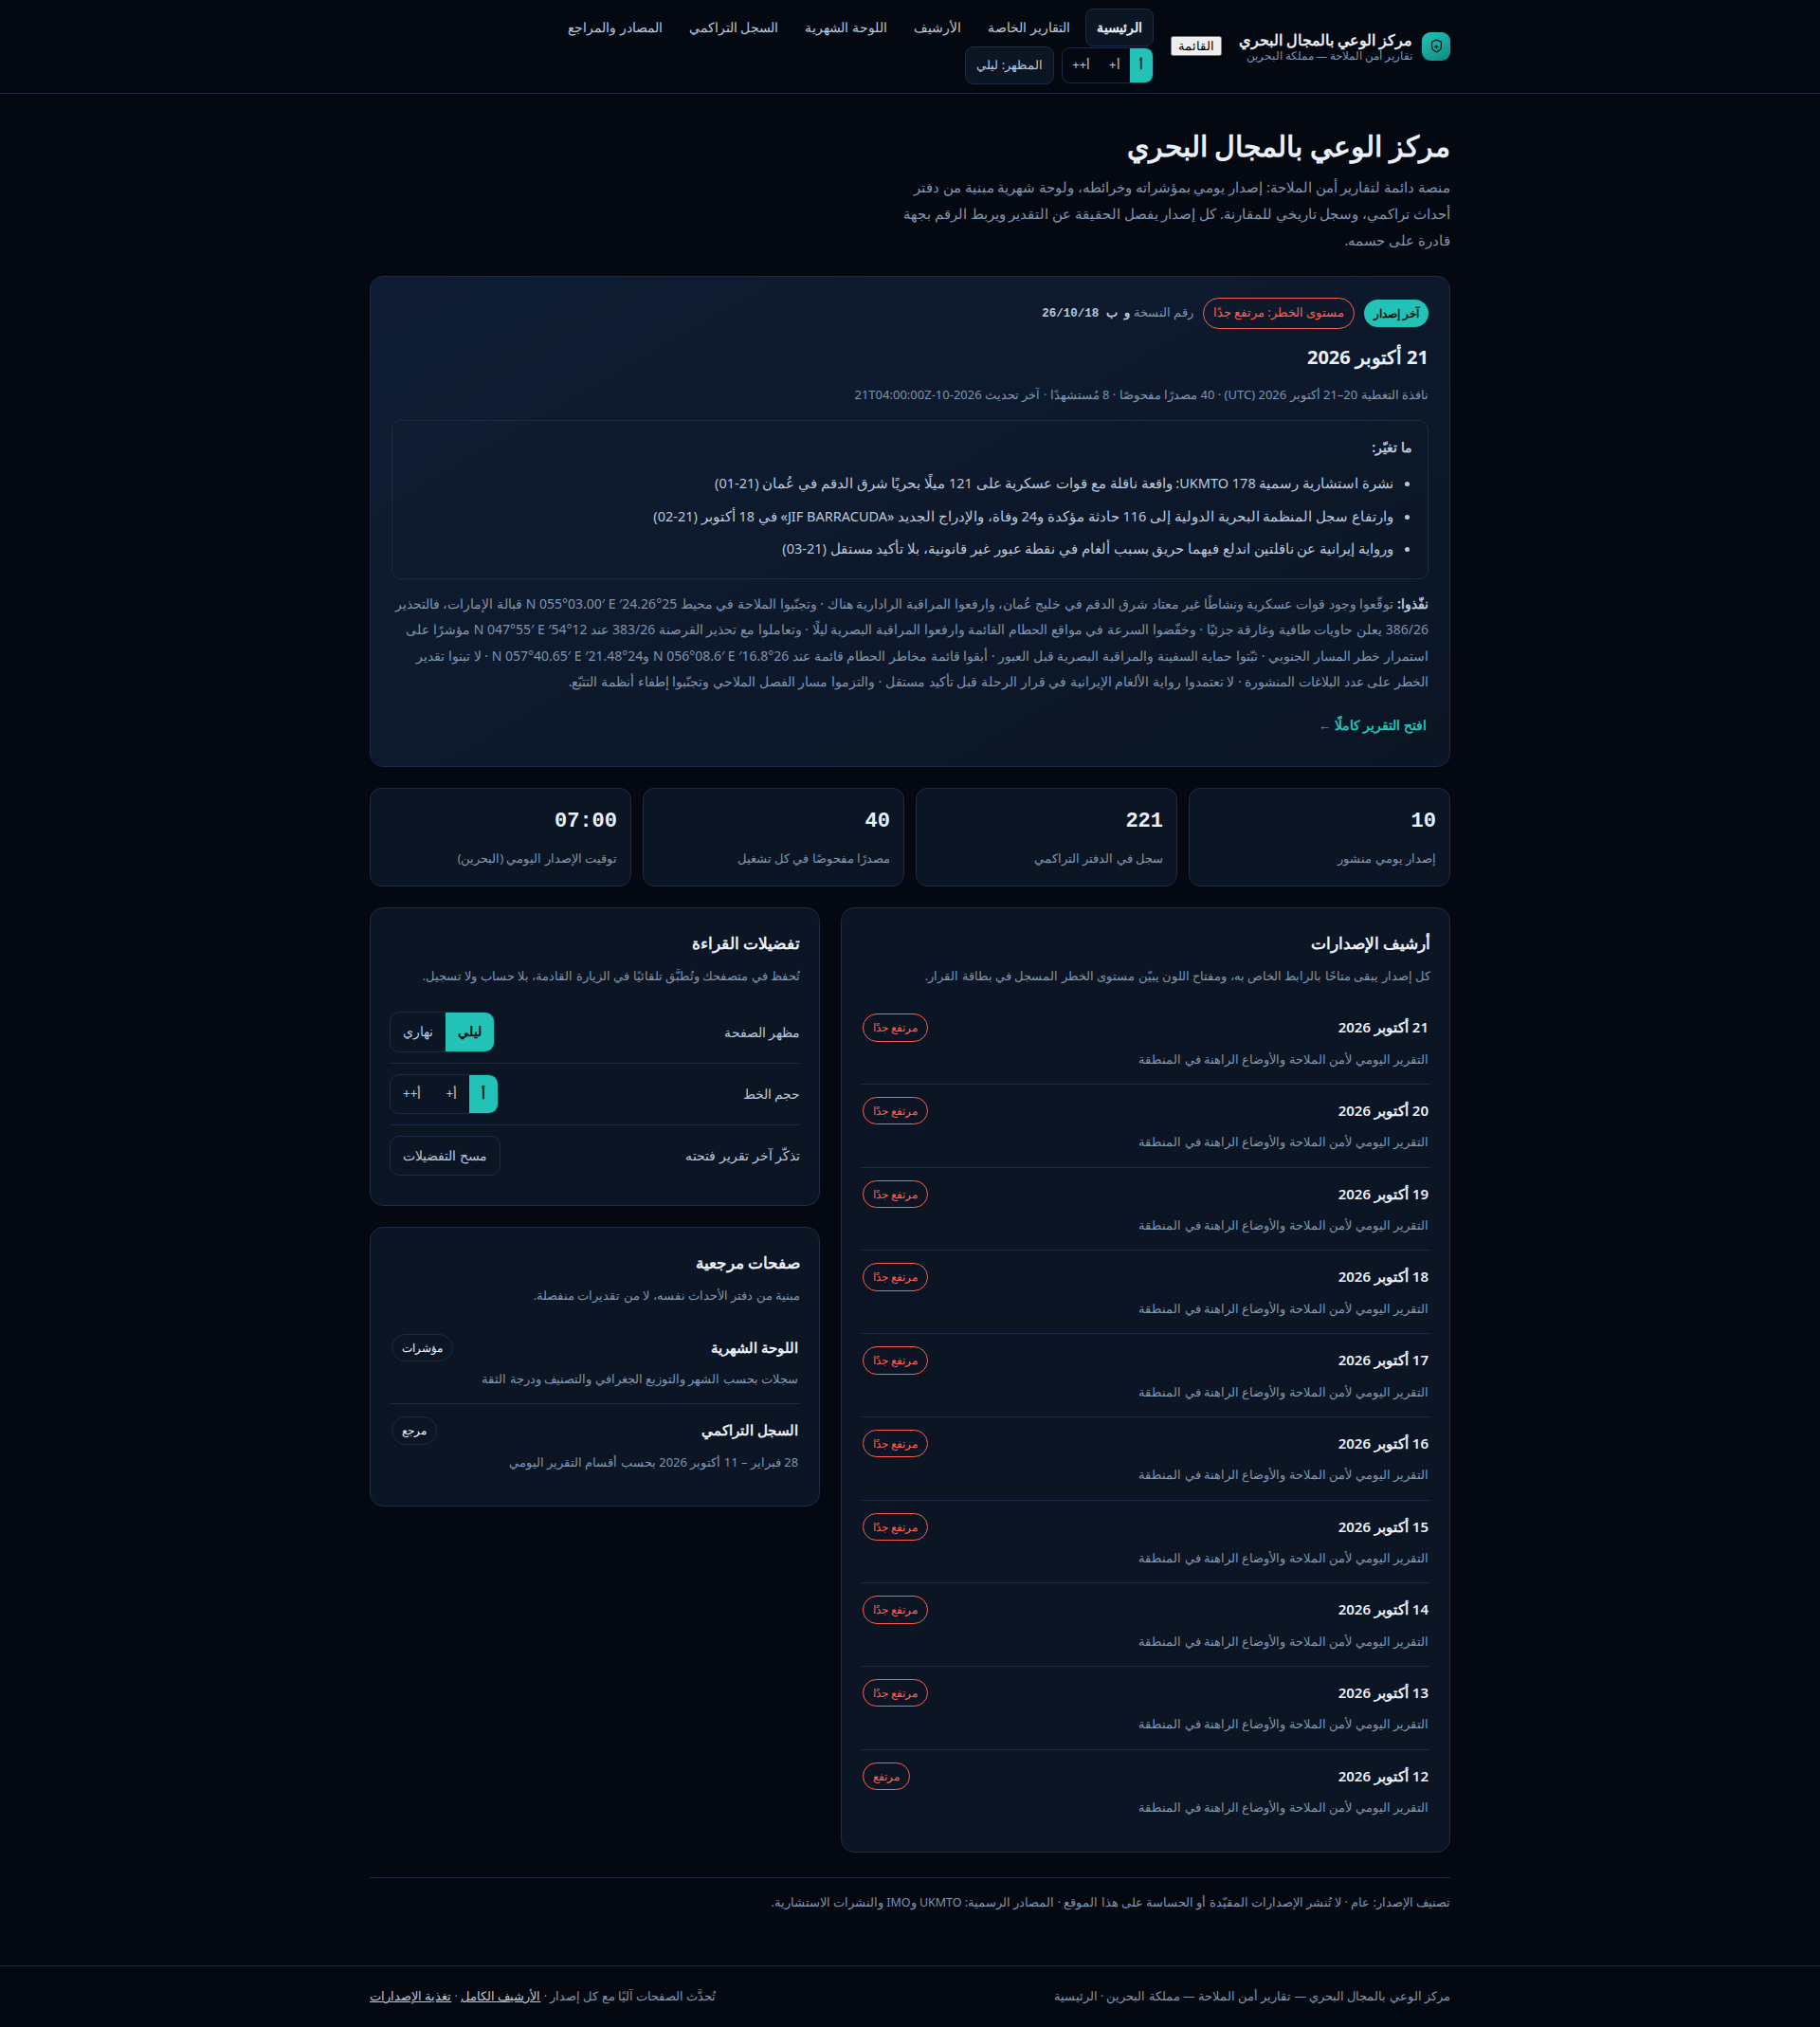 مركز الوعي بالمجال البحري
تقارير أمن الملاحة — مملكة البحرين
القائمة
الرئيسية
التقارير الخاصة
الأرشيف
اللوحة الشهرية
السجل التراكمي
المصادر والمراجع
أ
أ+
أ++
المظهر: ليلي
مركز الوعي بالمجال البحري
منصة دائمة لتقارير أمن الملاحة: إصدار يومي بمؤشراته وخرائطه، ولوحة شهرية مبنية من دفتر
أحداث تراكمي، وسجل تاريخي للمقارنة. كل إصدار يفصل الحقيقة عن التقدير ويربط الرقم بجهة
قادرة على حسمه.
آخر إصدار
مستوى الخطر: مرتفع جدًا
رقم النسخة و ب 26/10/18
21 أكتوبر 2026
نافذة التغطية 20–21 أكتوبر 2026 (UTC) · 40 مصدرًا مفحوصًا · 8 مُستشهدًا · آخر تحديث 2026-10-21T04:00:00Z
ما تغيّر:
نشرة استشارية رسمية UKMTO 178: واقعة ناقلة مع قوات عسكرية على 121 ميلًا بحريًا شرق الدقم في عُمان (21-01)
وارتفاع سجل المنظمة البحرية الدولية إلى 116 حادثة مؤكدة و24 وفاة، والإدراج الجديد «JIF BARRACUDA» في 18 أكتوبر (21-02)
ورواية إيرانية عن ناقلتين اندلع فيهما حريق بسبب ألغام في نقطة عبور غير قانونية، بلا تأكيد مستقل (21-03)
نفّذوا: توقّعوا وجود قوات عسكرية ونشاطًا غير معتاد شرق الدقم في خليج عُمان، وارفعوا المراقبة الرادارية هناك · وتجنّبوا الملاحة في محيط 25°24.26′ N 055°03.00′ E قبالة الإمارات، فالتحذير
386/26 يعلن حاويات طافية وغارقة جزئيًا · وخفّضوا السرعة في مواقع الحطام القائمة وارفعوا المراقبة البصرية ليلًا · وتعاملوا مع تحذير القرصنة 383/26 عند 12°54′ N 047°55′ E مؤشرًا على
استمرار خطر المسار الجنوبي · ثبّتوا حماية السفينة والمراقبة البصرية قبل العبور · أبقوا قائمة مخاطر الحطام قائمة عند 26°16.8′ N 056°08.6′ E و24°21.48′ N 057°40.65′ E · لا تبنوا تقدير
الخطر على عدد البلاغات المنشورة · لا تعتمدوا رواية الألغام الإيرانية في قرار الرحلة قبل تأكيد مستقل · والتزموا مسار الفصل الملاحي وتجنّبوا إطفاء أنظمة التتبّع.
افتح التقرير كاملًا ←
10
إصدار يومي منشور
221
سجل في الدفتر التراكمي
40
مصدرًا مفحوصًا في كل تشغيل
07:00
توقيت الإصدار اليومي (البحرين)
أرشيف الإصدارات
كل إصدار يبقى متاحًا بالرابط الخاص به، ومفتاح اللون يبيّن مستوى الخطر المسجل في بطاقة القرار.
21 أكتوبر 2026
مرتفع جدًا
التقرير اليومي لأمن الملاحة والأوضاع الراهنة في المنطقة
20 أكتوبر 2026
مرتفع جدًا
التقرير اليومي لأمن الملاحة والأوضاع الراهنة في المنطقة
19 أكتوبر 2026
مرتفع جدًا
التقرير اليومي لأمن الملاحة والأوضاع الراهنة في المنطقة
18 أكتوبر 2026
مرتفع جدًا
التقرير اليومي لأمن الملاحة والأوضاع الراهنة في المنطقة
17 أكتوبر 2026
مرتفع جدًا
التقرير اليومي لأمن الملاحة والأوضاع الراهنة في المنطقة
16 أكتوبر 2026
مرتفع جدًا
التقرير اليومي لأمن الملاحة والأوضاع الراهنة في المنطقة
15 أكتوبر 2026
مرتفع جدًا
التقرير اليومي لأمن الملاحة والأوضاع الراهنة في المنطقة
14 أكتوبر 2026
مرتفع جدًا
التقرير اليومي لأمن الملاحة والأوضاع الراهنة في المنطقة
13 أكتوبر 2026
مرتفع جدًا
التقرير اليومي لأمن الملاحة والأوضاع الراهنة في المنطقة
12 أكتوبر 2026
مرتفع
التقرير اليومي لأمن الملاحة والأوضاع الراهنة في المنطقة
تفضيلات القراءة
تُحفظ في متصفحك وتُطبَّق تلقائيًا في الزيارة القادمة، بلا حساب ولا تسجيل.
مظهر الصفحة
ليلي
نهاري
حجم الخط
أ
أ+
أ++
تذكّر آخر تقرير فتحته
مسح التفضيلات
صفحات مرجعية
مبنية من دفتر الأحداث نفسه، لا من تقديرات منفصلة.
اللوحة الشهرية
مؤشرات
سجلات بحسب الشهر والتوزيع الجغرافي والتصنيف ودرجة الثقة
السجل التراكمي
مرجع
28 فبراير – 11 أكتوبر 2026 بحسب أقسام التقرير اليومي
تصنيف الإصدار: عام · لا تُنشر الإصدارات المقيّدة أو الحساسة على هذا الموقع · المصادر الرسمية: UKMTO وIMO والنشرات الاستشارية.
مركز الوعي بالمجال البحري — تقارير أمن الملاحة — مملكة البحرين · الرئيسية
تُحدَّث الصفحات آليًا مع كل إصدار · الأرشيف الكامل · تغذية الإصدارات